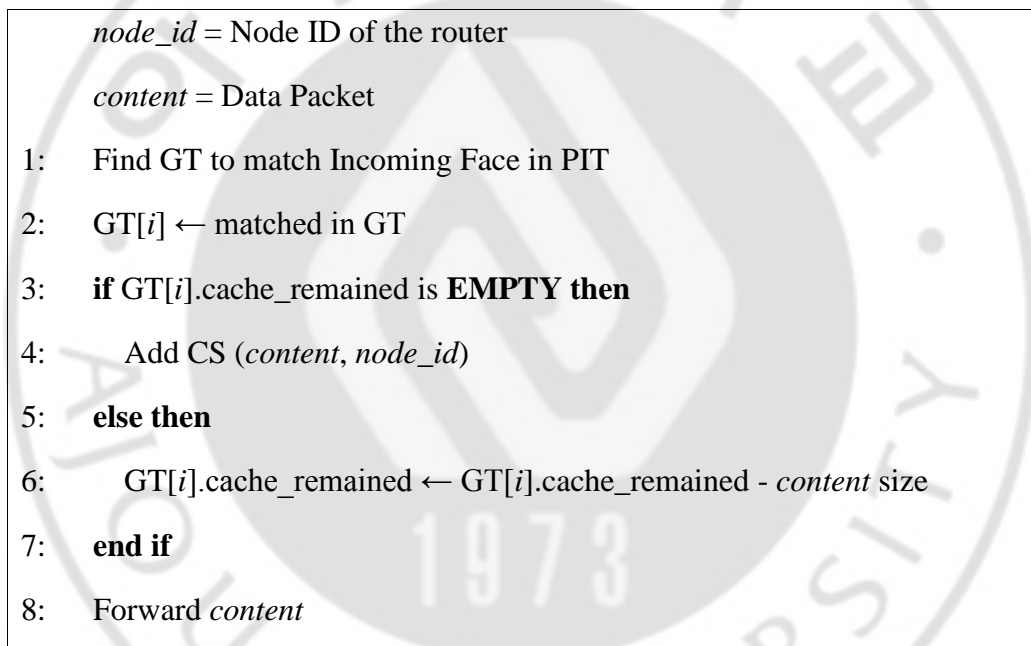 node_id = Node ID of the router
content = Data Packet
1: Find GT to match Incoming Face in PIT
2: GT[i] ← matched in GT
3: if GT[i].cache_remained is EMPTY then
4: Add CS (content, node_id)
5: else then
6: GT[i].cache_remained ← GT[i].cache_remained - content size
7: end if
8: Forward content
1973